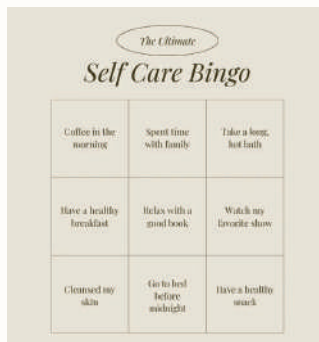 The Ultimate
Self Care Bingo
Coffee in the
morning
Spent time
with family
Take a long,
hot bath
Have a healthy
breakfast
Relax with a
good book
Watch my
favorite show
Cleansed my
skin
Go to bed
before
midnight
Have a healthy
snack